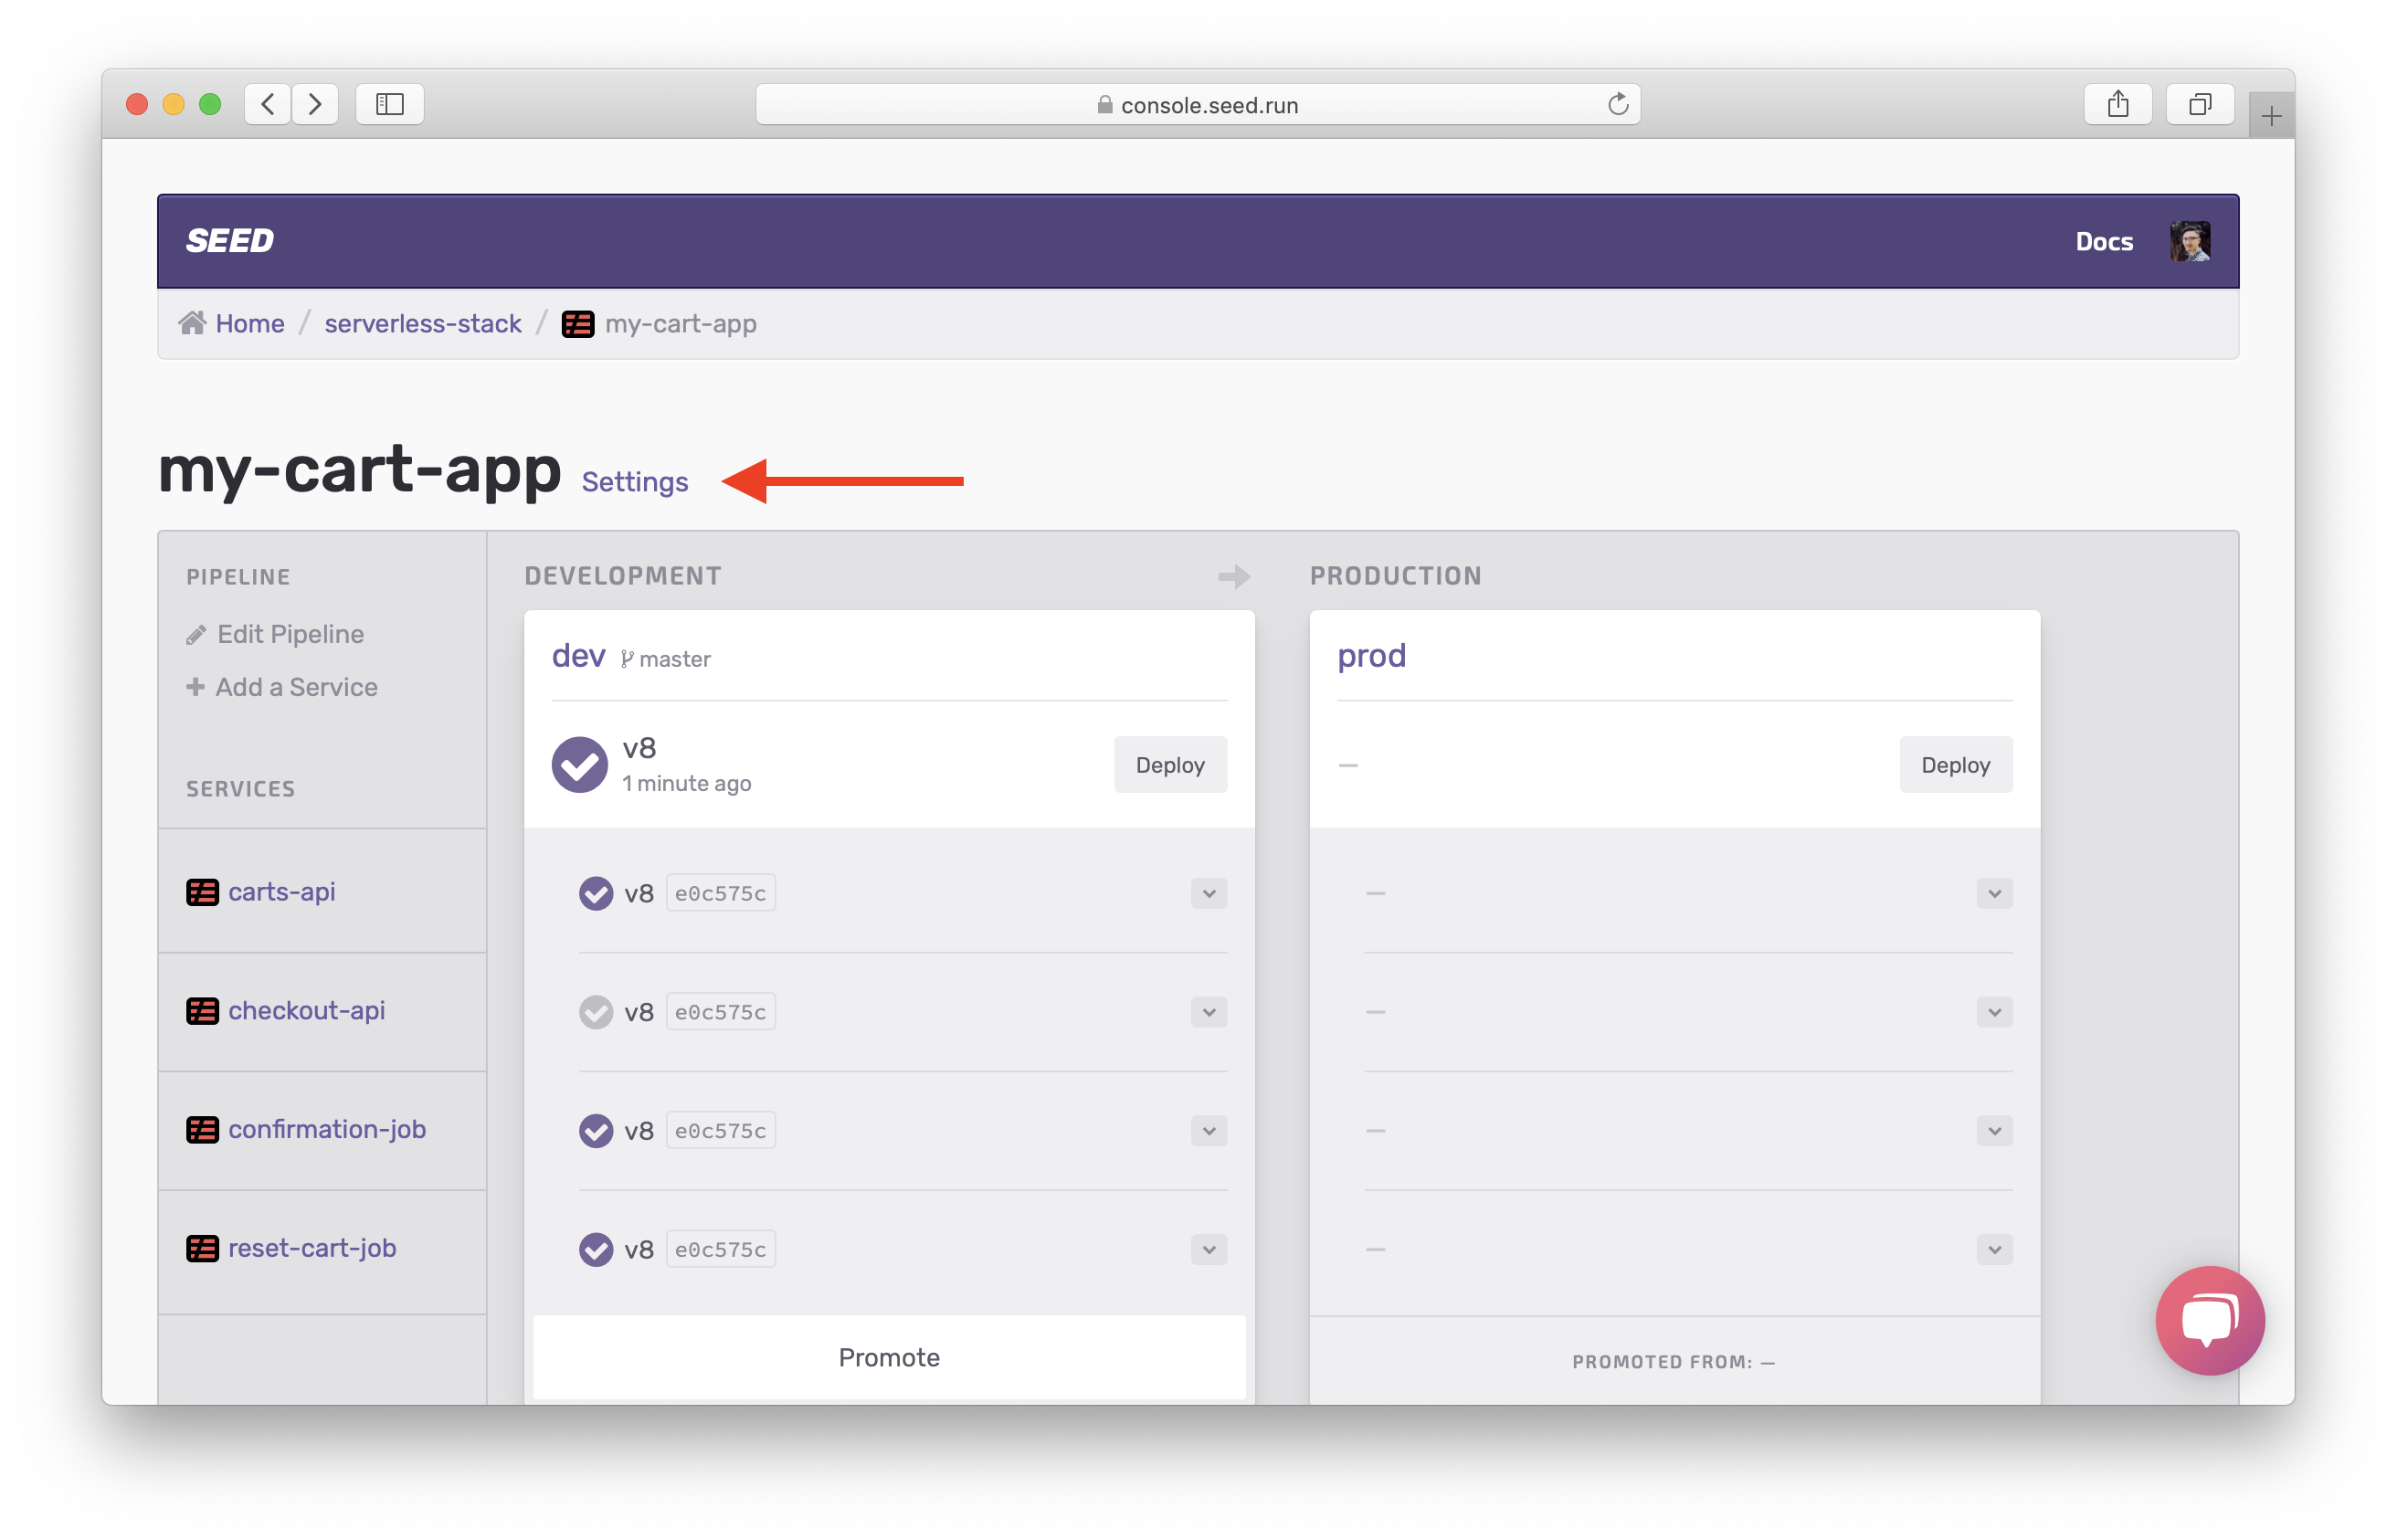 console.seed.run
SEED
Docs
Home / serverless-stack / my-cart-app
my-cart-app Settings
PIPELINE
Edit Pipeline
Add a Service
SERVICES
carts-api
checkout-api
confirmation-job
reset-cart-job
DEVELOPMENT
dev master
v8
1 minute ago
Deploy
v8 e0c575c
v8 e0c575c
v8 e0c575c
v8 e0c575c
Promote
PRODUCTION
prod
—
Deploy
—
—
—
—
PROMOTED FROM: —